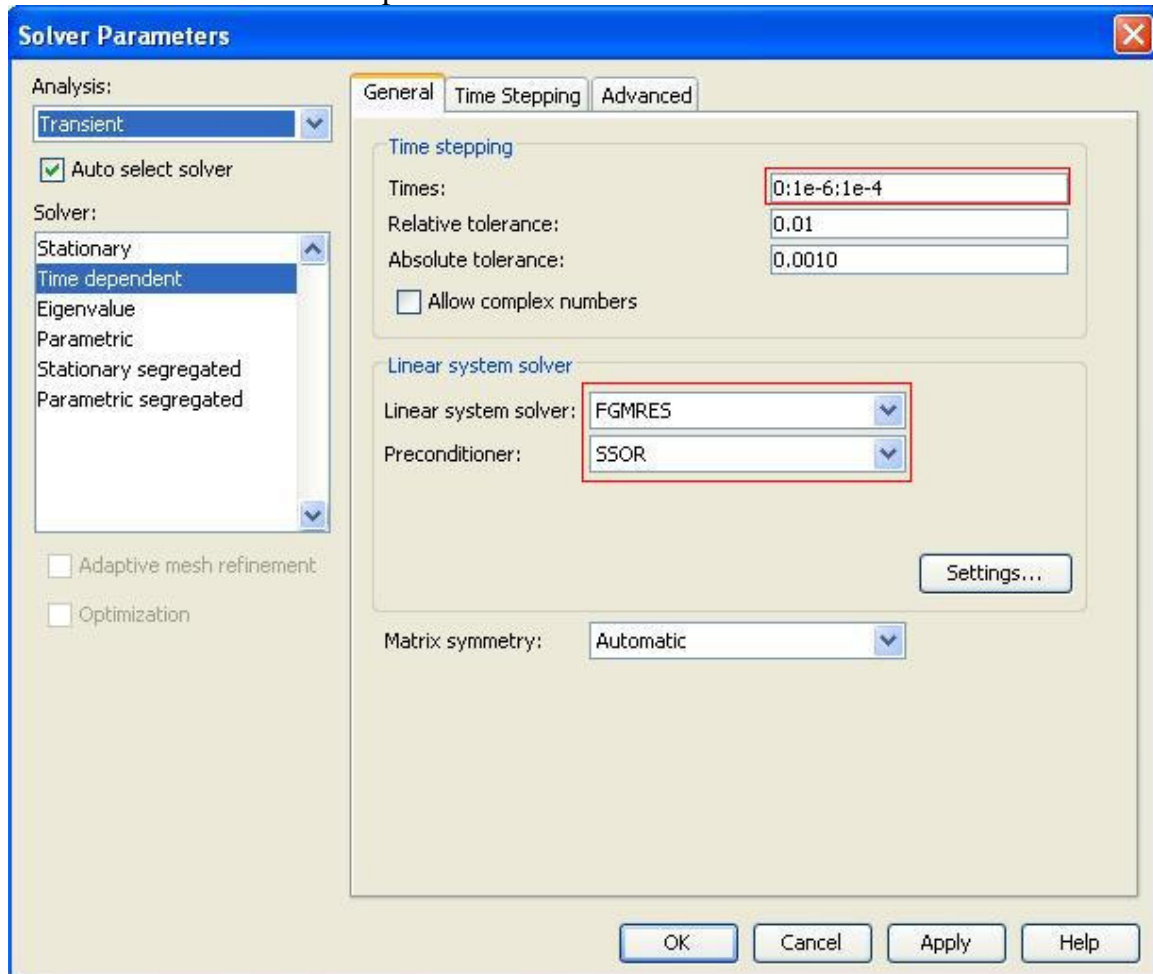 Solver Parameters
Analysis:
Transient
Auto select solver
Solver:
Stationary
Time dependent
Eigenvalue
Parametric
Stationary segregated
Parametric segregated
Adaptive mesh refinement
Optimization
General Time Stepping Advanced
Time stepping
Times: 0:1e-6:1e-4
Relative tolerance: 0.01
Absolute tolerance: 0.0010
Allow complex numbers
Linear system solver
Linear system solver: FGMRES
Preconditioner: SSOR
Settings...
Matrix symmetry: Automatic
OK Cancel Apply Help